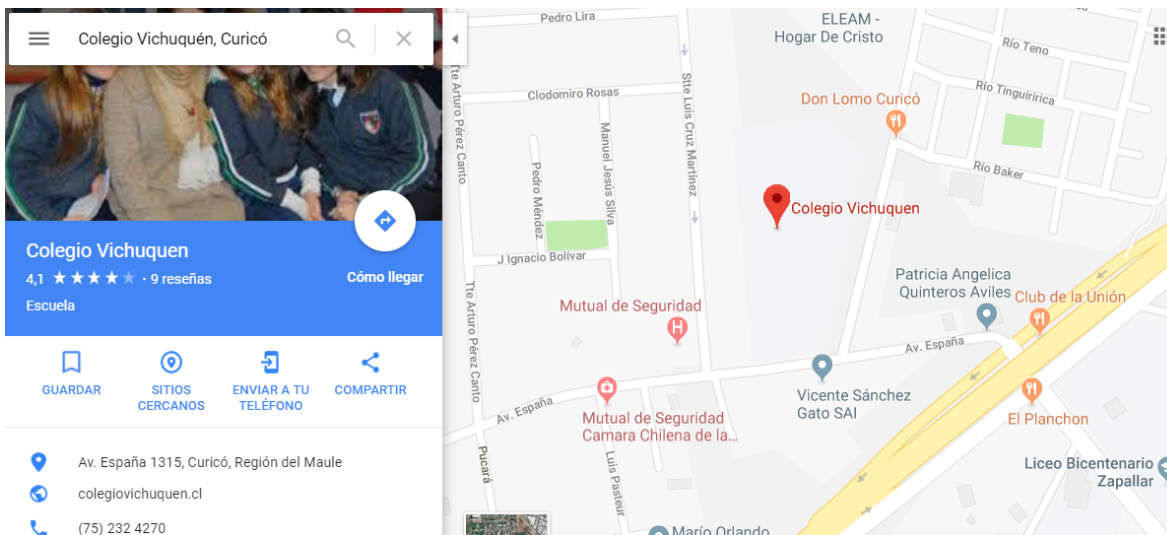 Colegio Vichuquén, Curicó
Colegio Vichuquen
4,1 ★★★★★ · 9 reseñas
Cómo llegar
Escuela
GUARDAR
SITIOS
CERCANOS
ENVIAR A TU
TELÉFONO
COMPARTIR
Av. España 1315, Curicó, Región del Maule
colegiovichuquen.cl
(75) 232 4270
Pedro Lira
ELEAM -
Hogar De Cristo
Río Teno
Clodomiro Rosas
Tte Arturo Pérez Canto
Stte Luis Cruz Martínez
Don Lomo Curicó
Río Tinguiririca
Manuel Jesús Silva
Pedro Méndez
Río Baker
Colegio Vichuquen
J Ignacio Bolívar
Tte Arturo Pérez Canto
Mutual de Seguridad
H
Patricia Angelica
Quinteros Aviles
Club de la Unión
Av. España
Vicente Sánchez
Gato SAI
Av. España
Mutual de Seguridad
Camara Chilena de la...
El Planchon
Pucará
Luis Pasteur
Liceo Bicentenario
Zapallar
Mario Orlando